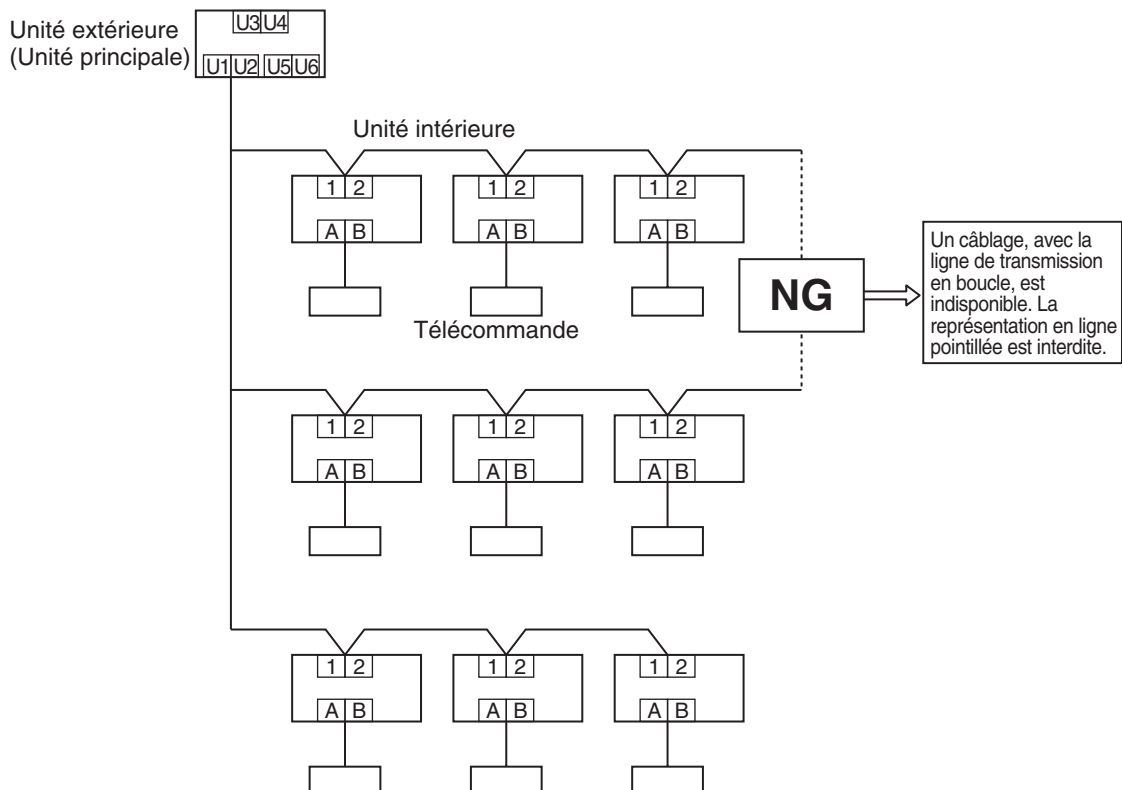 Unité extérieure
(Unité principale)
U3 U4
U1 U2 U5 U6
Unité intérieure
1 2 1 2 1 2
A B A B A B
Télécommande
NG
Un câblage, avec la
ligne de transmission
en boucle, est
indisponible. La
représentation en ligne
pointillée est interdite.
1 2 1 2 1 2
A B A B A B
1 2 1 2 1 2
A B A B A B